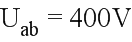 U_ab = 400V